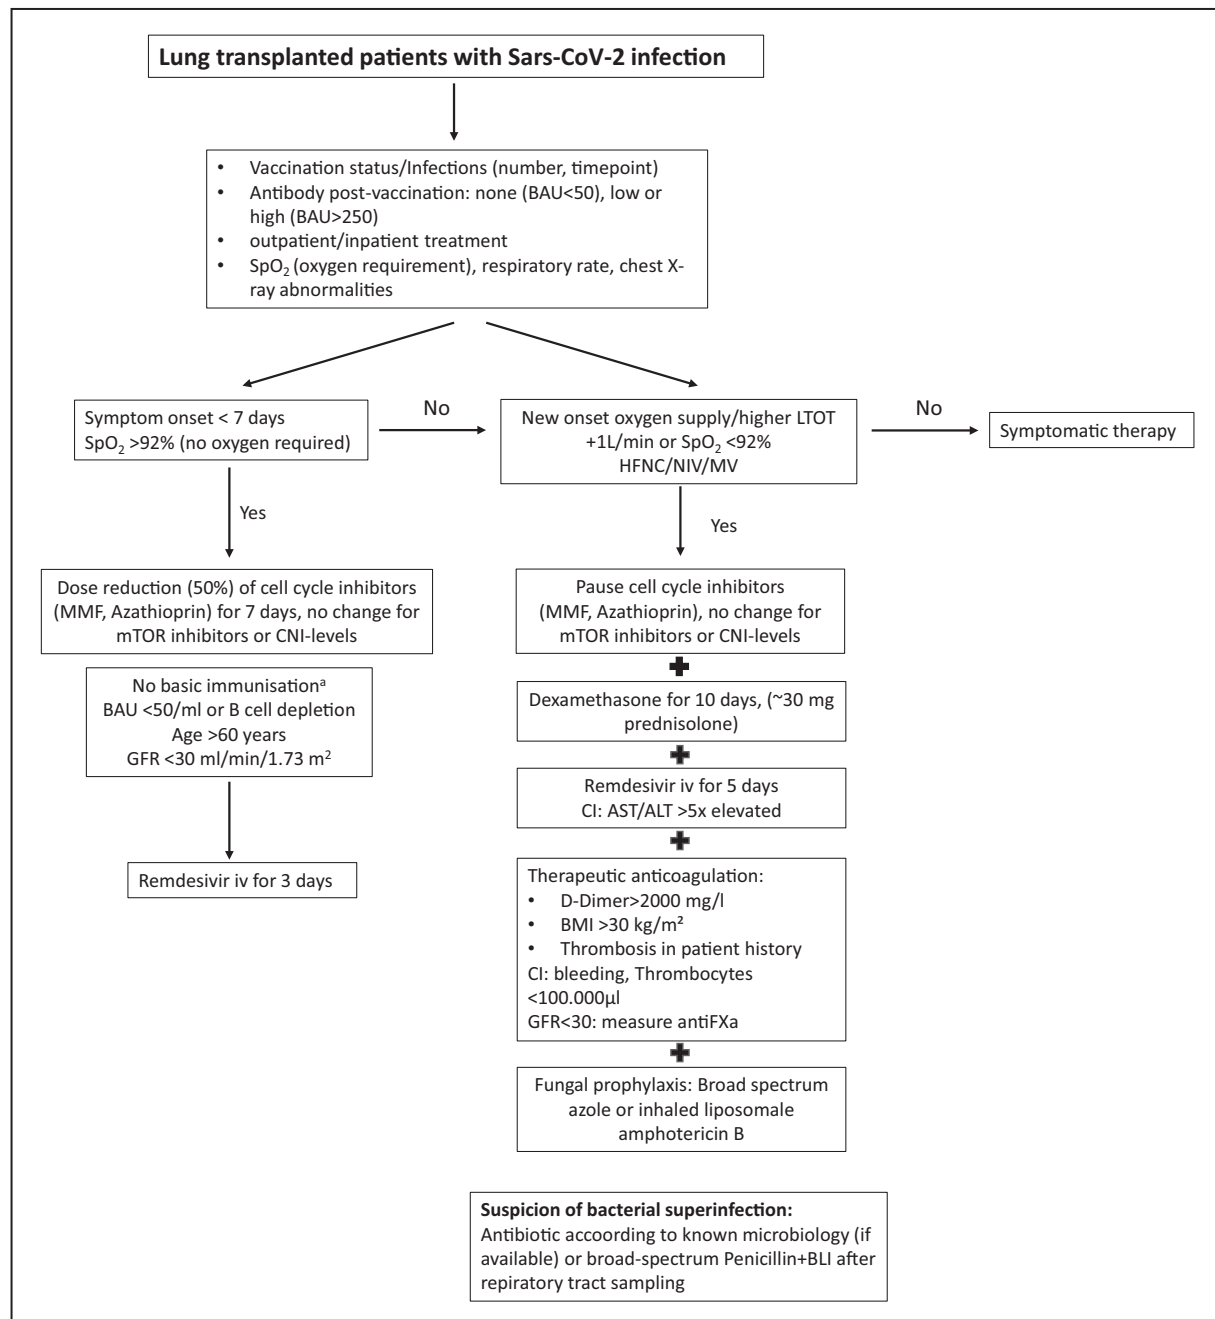 Lung transplanted patients with Sars-CoV-2 infection
• Vaccination status/Infections (number, timepoint)
• Antibody post-vaccination: none (BAU<50), low or
high (BAU>250)
• outpatient/inpatient treatment
• SpO₂ (oxygen requirement), respiratory rate, chest X-
ray abnormalities
Symptom onset < 7 days
SpO₂ >92% (no oxygen required)
No
New onset oxygen supply/higher LTOT
+1L/min or SpO₂ <92%
HFNC/NIV/MV
No
Symptomatic therapy
Yes
Dose reduction (50%) of cell cycle inhibitors
(MMF, Azathioprin) for 7 days, no change for
mTOR inhibitors or CNI-levels
No basic immunisationᵃ
BAU <50/ml or B cell depletion
Age >60 years
GFR <30 ml/min/1.73 m²
Remdesivir iv for 3 days
Yes
Pause cell cycle inhibitors
(MMF, Azathioprin), no change for
mTOR inhibitors or CNI-levels
Dexamethasone for 10 days, (~30 mg
prednisolone)
Remdesivir iv for 5 days
CI: AST/ALT >5x elevated
Therapeutic anticoagulation:
• D-Dimer>2000 mg/l
• BMI >30 kg/m²
• Thrombosis in patient history
CI: bleeding, Thrombocytes
<100.000µl
GFR<30: measure antiFXa
Fungal prophylaxis: Broad spectrum
azole or inhaled liposomale
amphotericin B
Suspicion of bacterial superinfection:
Antibiotic acoording to known microbiology (if
available) or broad-spectrum Penicillin+BLI after
repiratory tract sampling